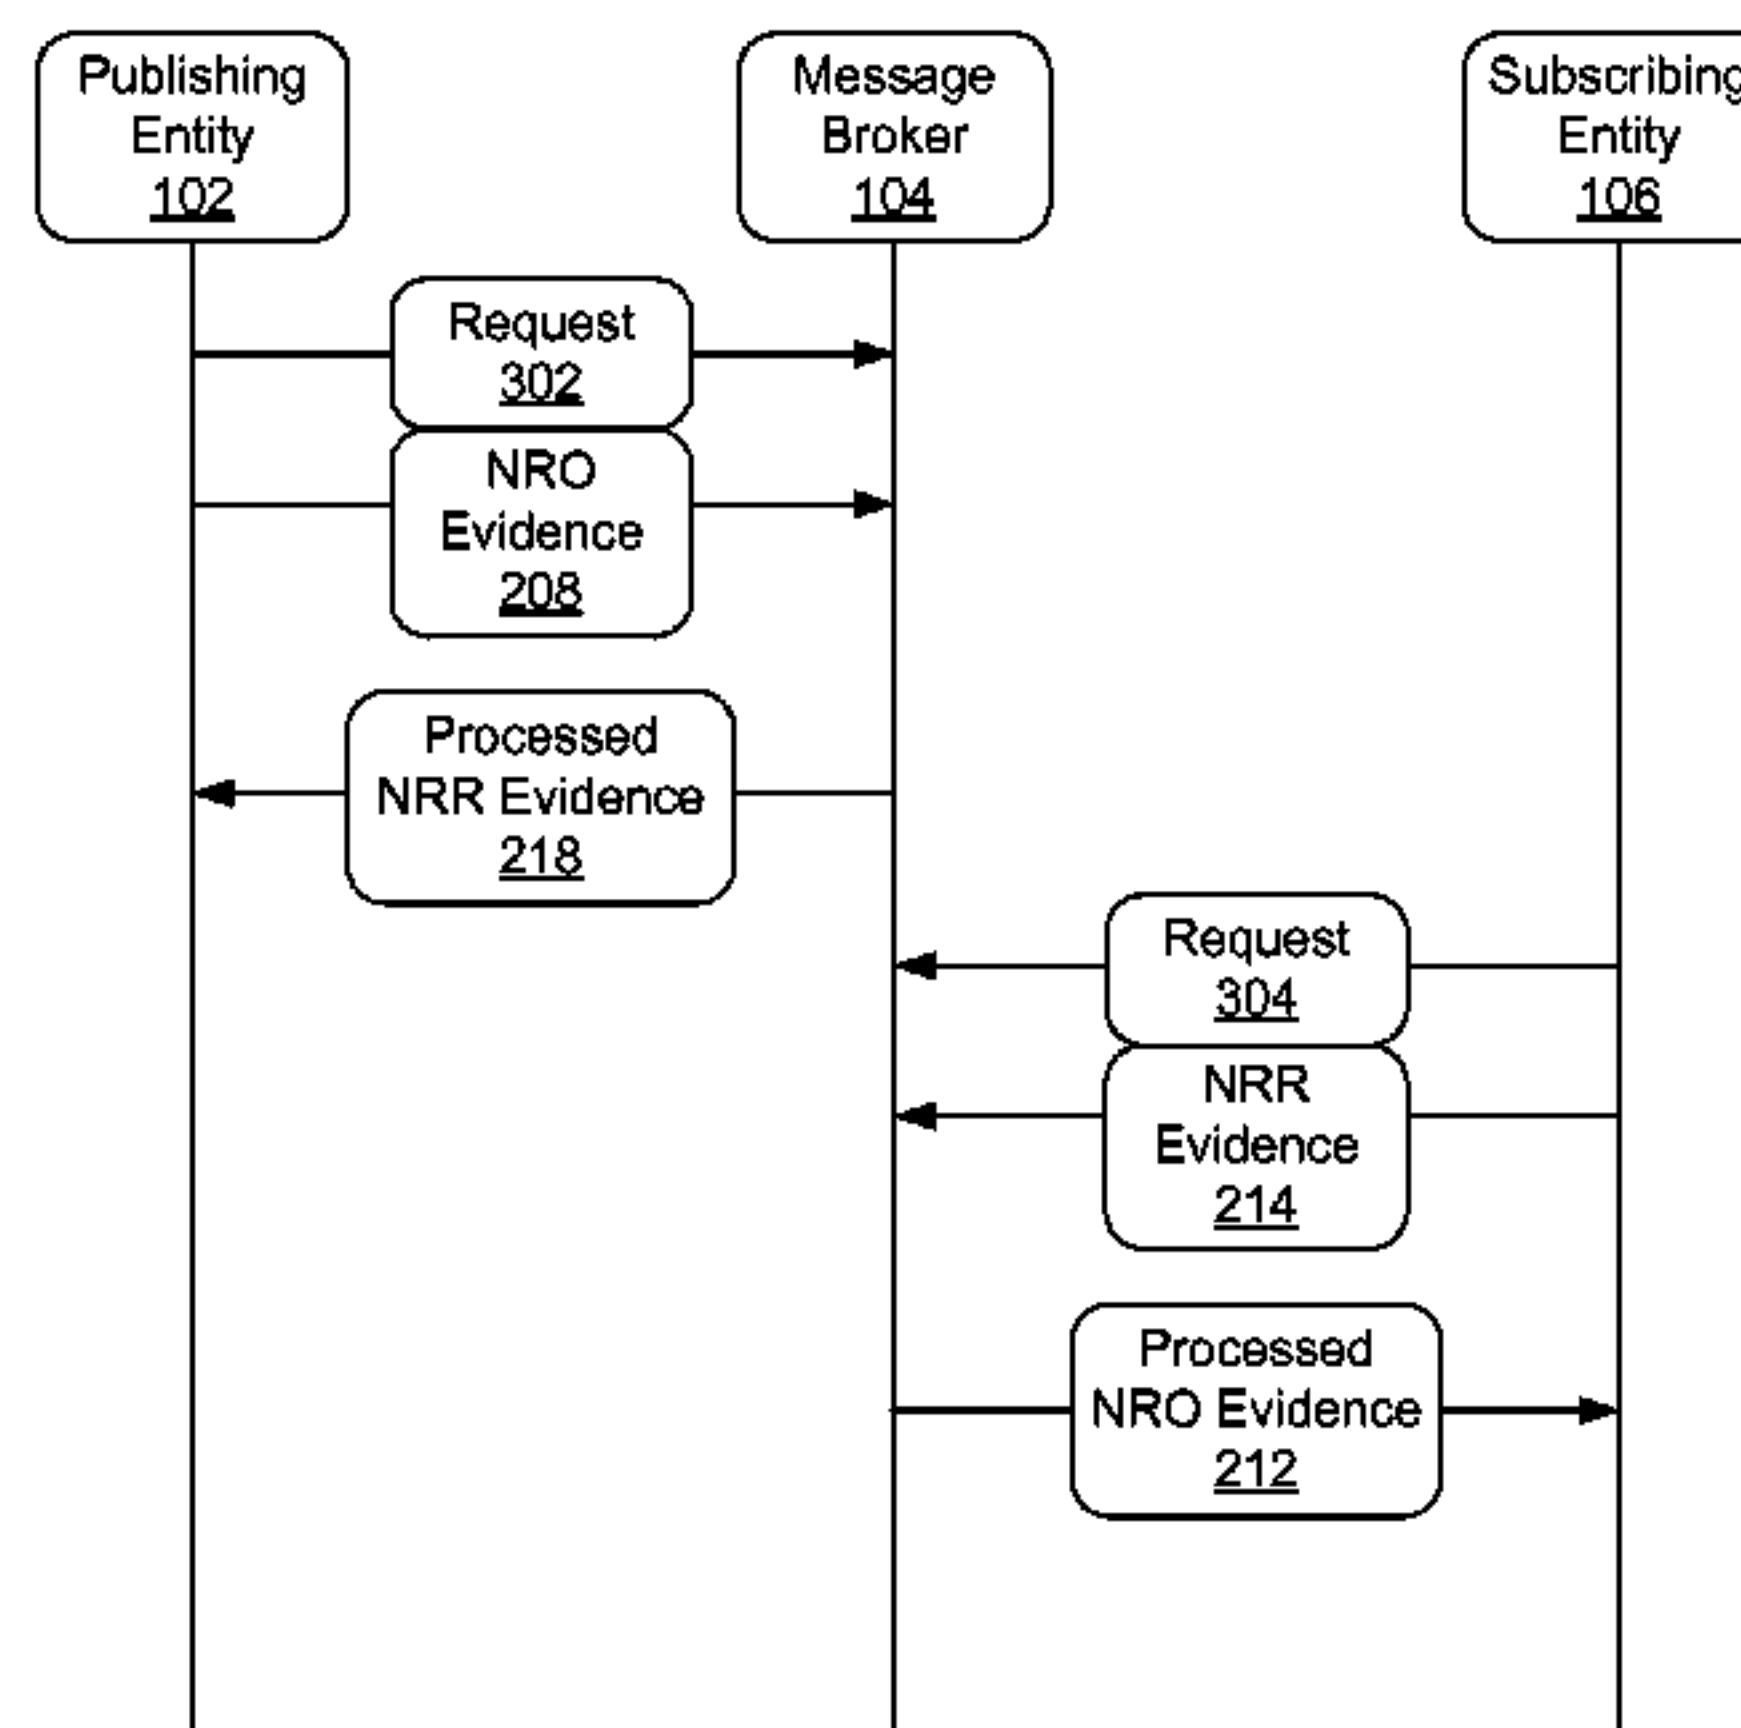 Publishing
Entity
102
Message
Broker
104
Subscribing
Entity
106
Request
302
NRO
Evidence
208
Processed
NRR Evidence
218
Request
304
NRR
Evidence
214
Processed
NRO Evidence
212